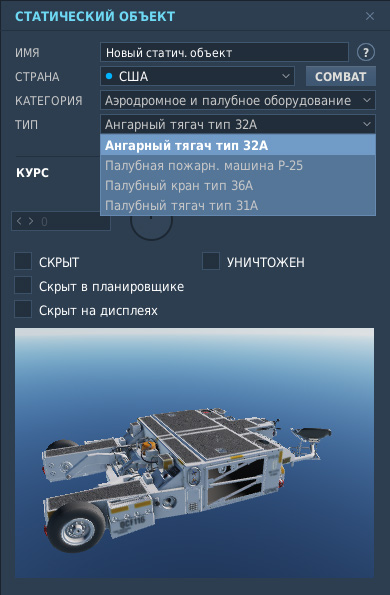 СТАТИЧЕСКИЙ ОБЪЕКТ
ИМЯ Новый статич. объект ?
СТРАНА США COMBAT
КАТЕГОРИЯ Аэродромное и палубное оборудование
ТИП Ангарный тягач тип 32А
Ангарный тягач тип 32А
Палубная пожарн. машина Р-25
Палубный кран тип 36А
Палубный тягач тип 31А
КУРС
0
СКРЫТ УНИЧТОЖЕН
Скрыт в планировщике
Скрыт на дисплеях